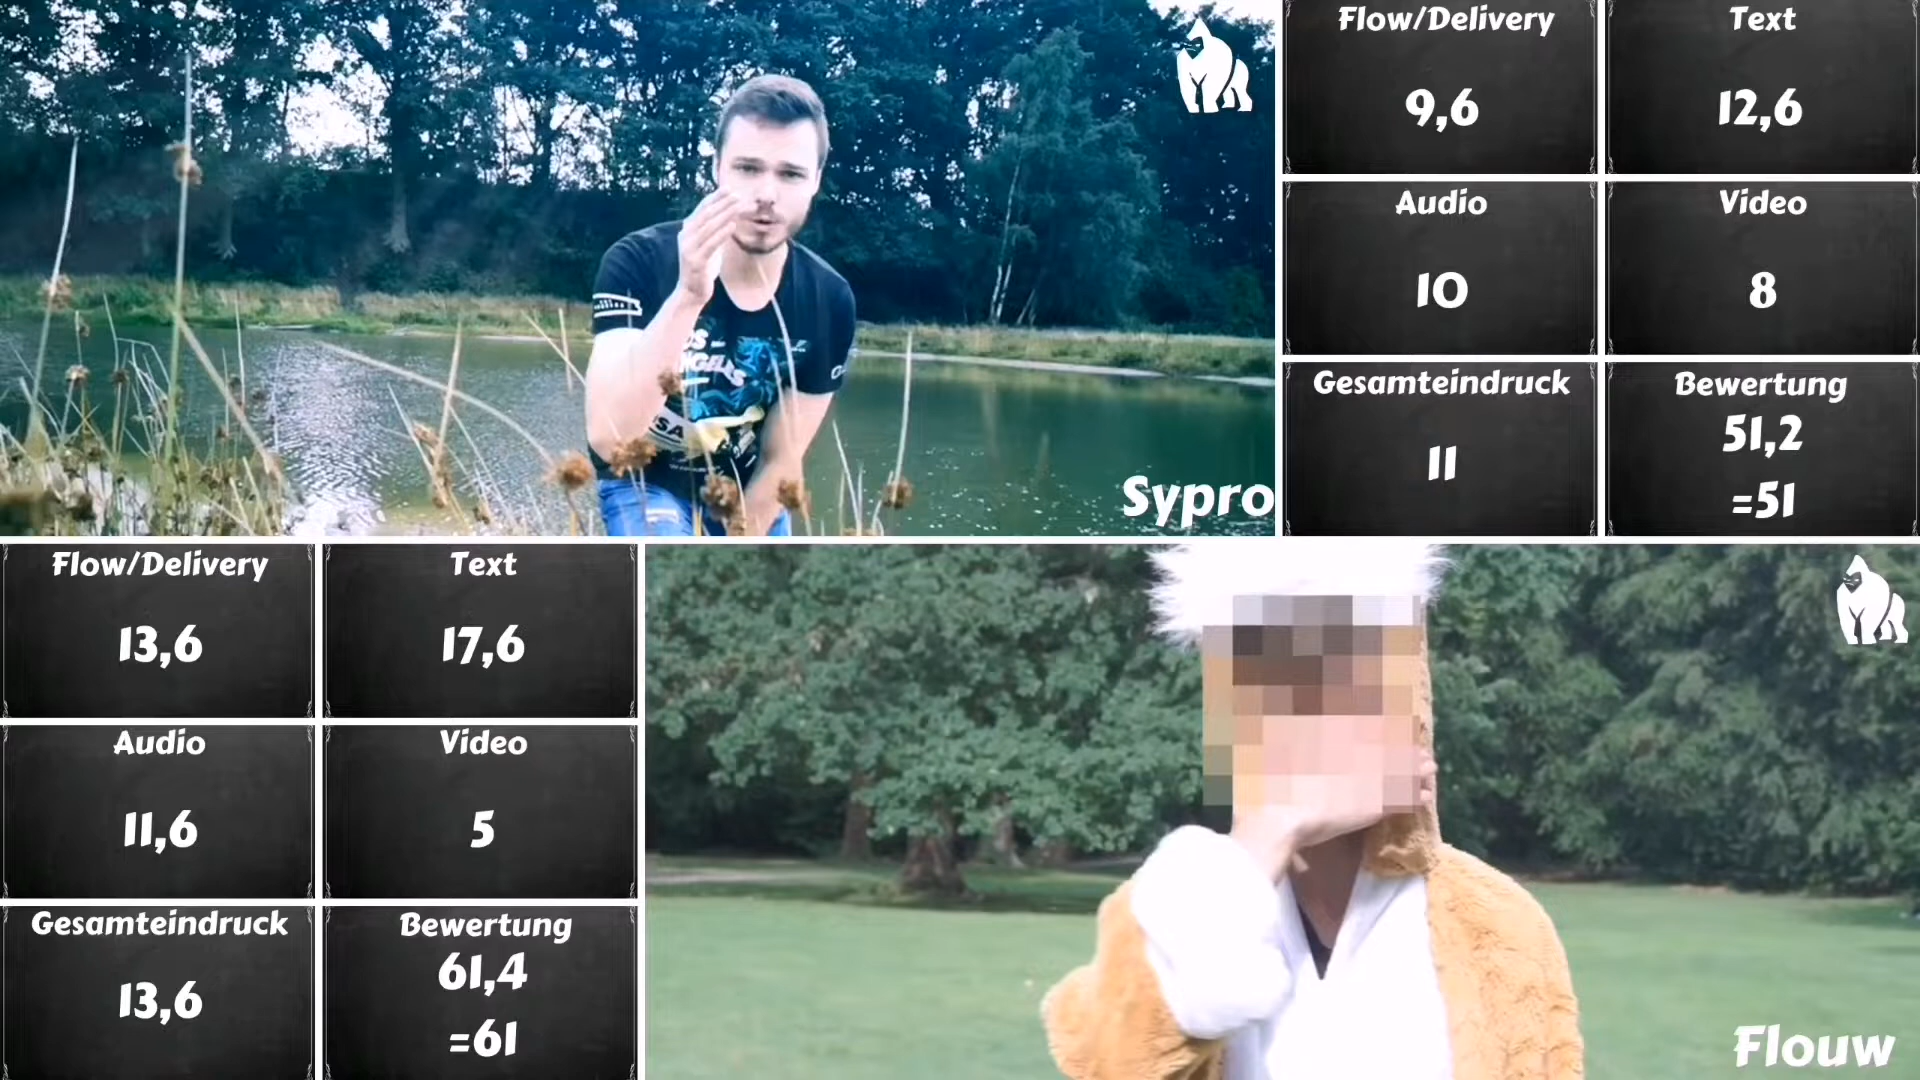 Flow/Delivery
9,6
Text
12,6
Audio
10
Video
8
Gesamteindruck
11
Bewertung
51,2
=51
Sypro
Flow/Delivery
13,6
Text
17,6
Audio
11,6
Video
5
Gesamteindruck
13,6
Bewertung
61,4
=61
Flouw